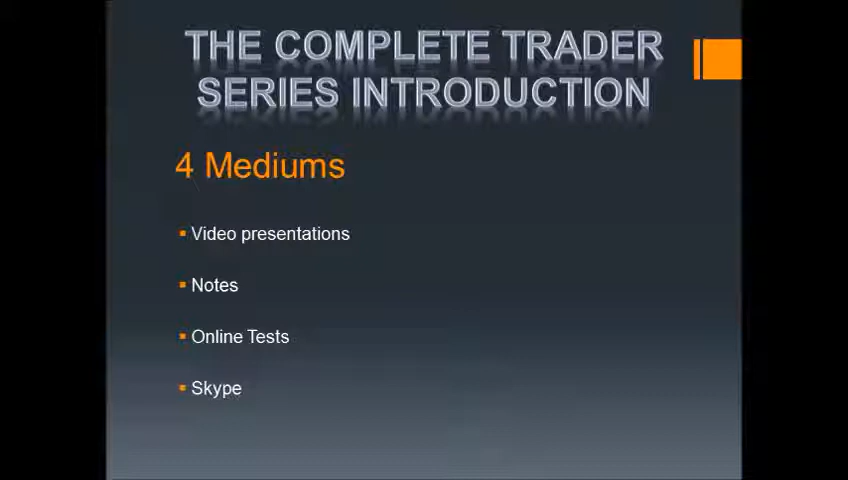 THE COMPLETE TRADER
SERIES INTRODUCTION
4 Mediums
Video presentations
Notes
Online Tests
Skype